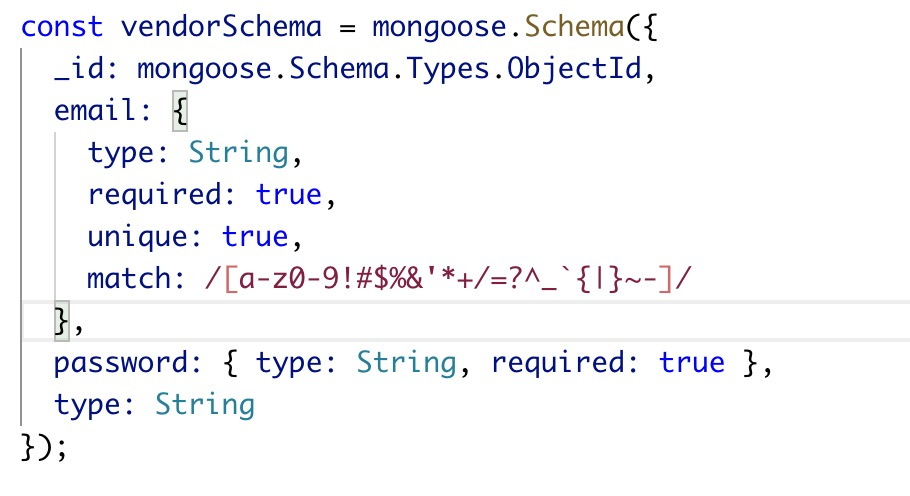 const vendorSchema = mongoose.Schema({
  _id: mongoose.Schema.Types.ObjectId,
  email: {
    type: String,
    required: true,
    unique: true,
    match: /[a-z0-9!#$%&'*+/=?^_`{|}~-]/
  },
  password: { type: String, required: true },
  type: String
});